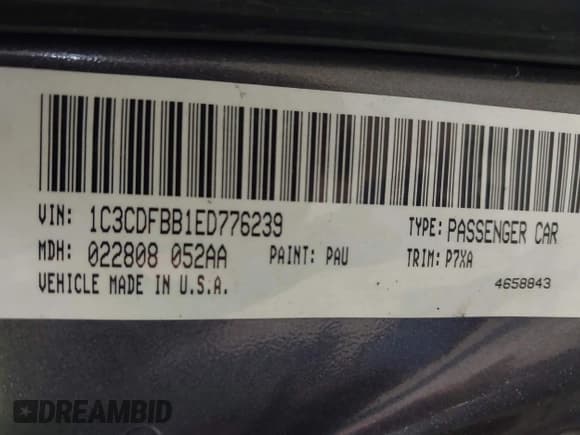 VIN: 1C3CDFBB1ED776239 TYPE: PASSENGER CAR
MDH: 022808 052AA PAINT: PAU TRIM: P7XA
VEHICLE MADE IN U.S.A. 4658843
DREAMBID